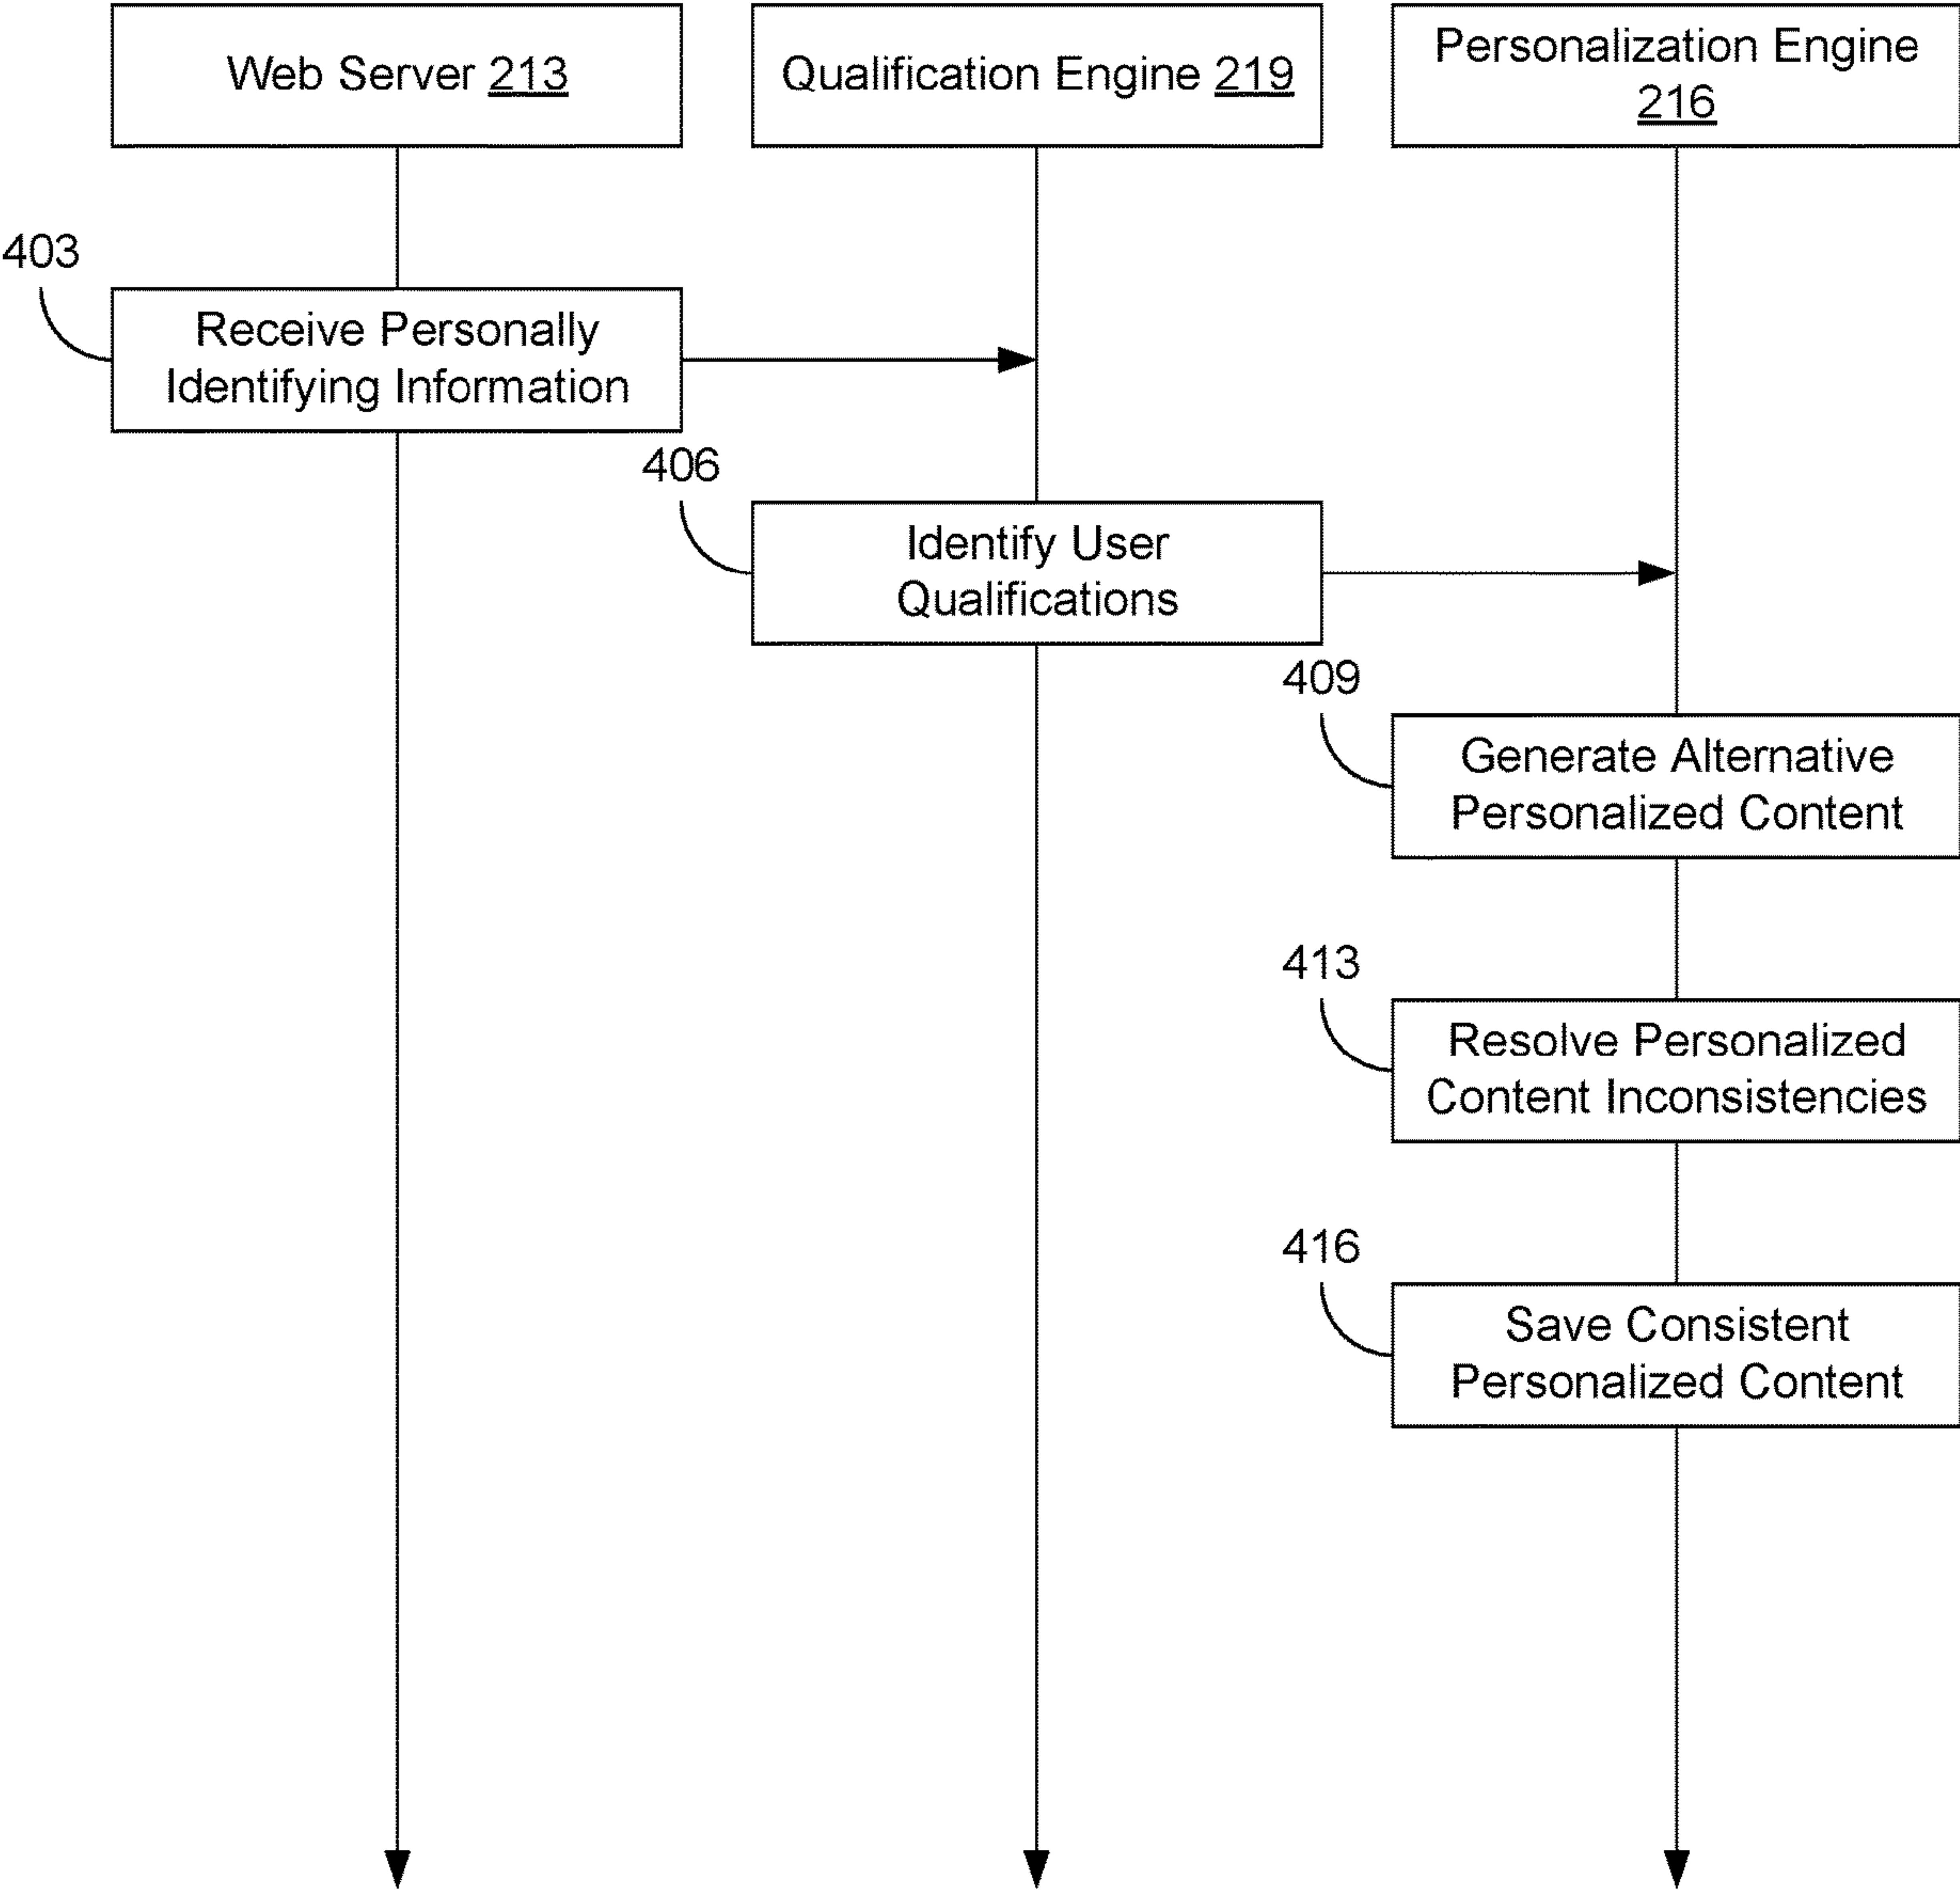 Web Server 213
Qualification Engine 219
Personalization Engine
216
403
Receive Personally
Identifying Information
406
Identify User
Qualifications
409
Generate Alternative
Personalized Content
413
Resolve Personalized
Content Inconsistencies
416
Save Consistent
Personalized Content